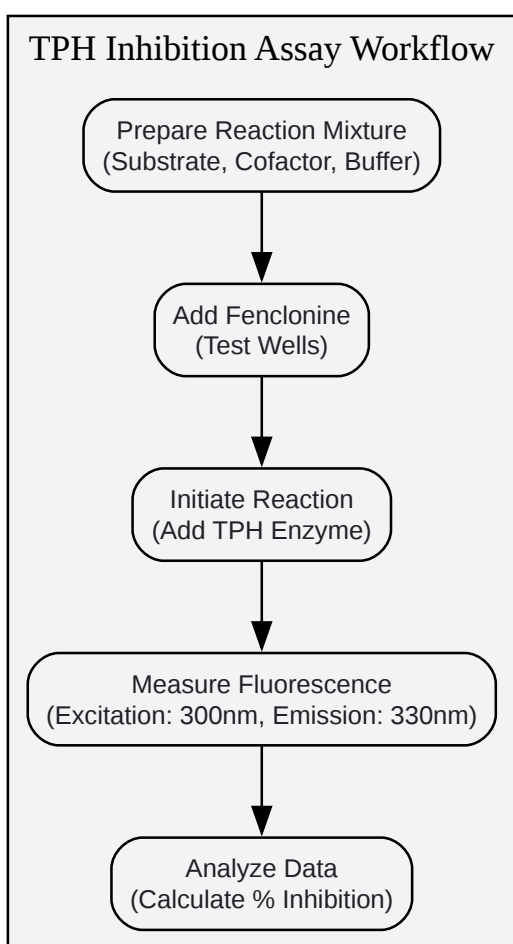 TPH Inhibition Assay Workflow
Prepare Reaction Mixture
(Substrate, Cofactor, Buffer)
Add Fenclonine
(Test Wells)
Initiate Reaction
(Add TPH Enzyme)
Measure Fluorescence
(Excitation: 300nm, Emission: 330nm)
Analyze Data
(Calculate % Inhibition)